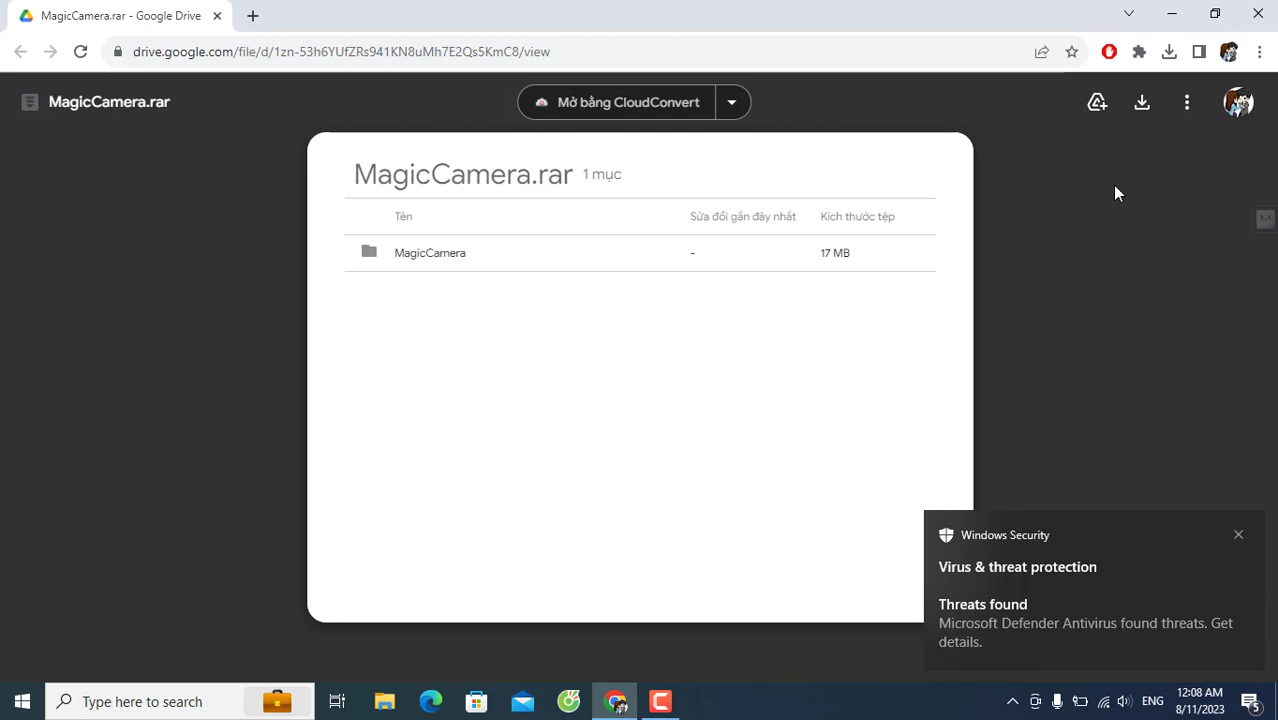 MagicCamera.rar - Google Drive
drive.google.com/file/d/1zn-53h6YUfZRs941KN8uMh7E2Qs5KmC8/view
MagicCamera.rar
Mở bằng CloudConvert
MagicCamera.rar 1 mục
Tên Sửa đổi gần đây nhất Kích thước tệp
MagicCamera - 17 MB
Windows Security
Virus & threat protection
Threats found
Microsoft Defender Antivirus found threats. Get
details.
Type here to search
ENG
12:08 AM
8/11/2023
5